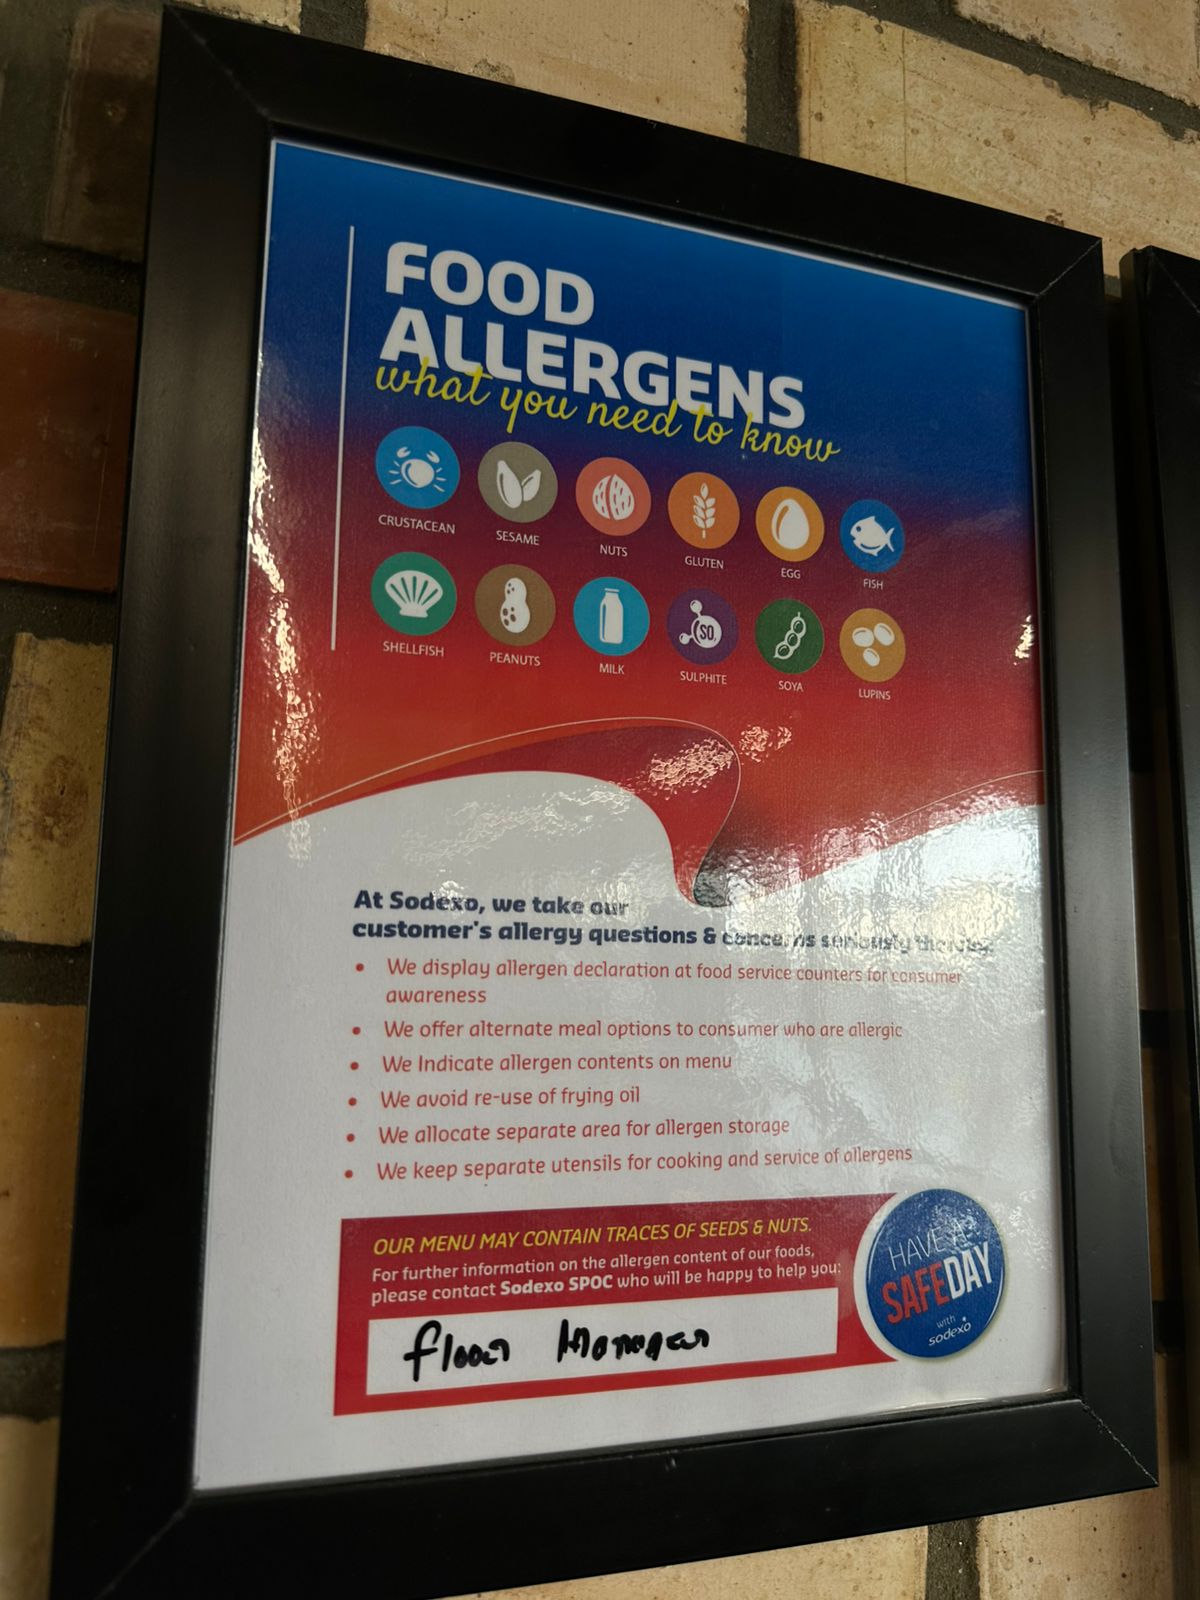 FOOD
ALLERGENS
what you need to know
CRUSTACEAN
SESAME
NUTS
GLUTEN
EGG
FISH
SHELLFISH
PEANUTS
MILK
SO₂
SULPHITE
SOYA
LUPINS
At Sodexo, we take our
customer's allergy questions & concerns seriously
• We display allergen declaration at food service counters for consumer
awareness
• We offer alternate meal options to consumer who are allergic
• We Indicate allergen contents on menu
• We avoid re-use of frying oil
• We allocate separate area for allergen storage
• We keep separate utensils for cooking and service of allergens
OUR MENU MAY CONTAIN TRACES OF SEEDS & NUTS.
For further information on the allergen content of our foods,
please contact Sodexo SPOC who will be happy to help you:
floor Manager
HAVE A
SAFEDAY
with
sodexo